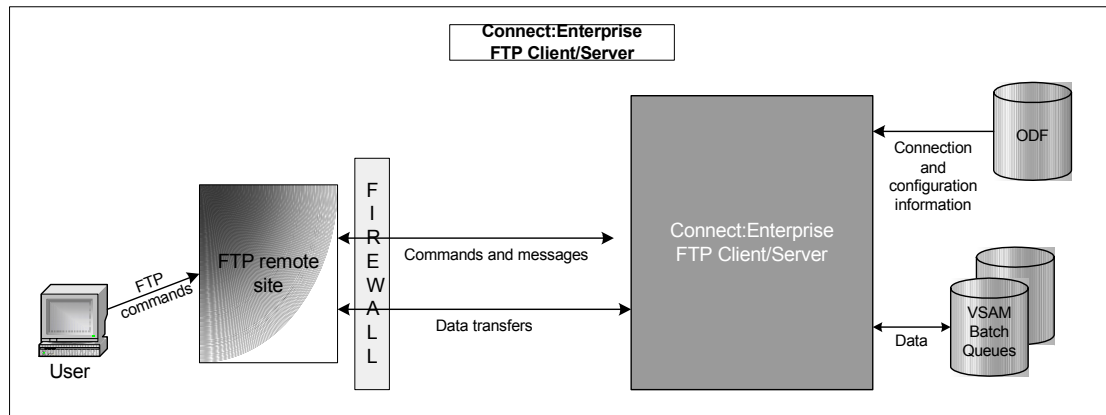 Connect:Enterprise
FTP Client/Server
ODF
Connection
and
configuration
information
F
I
R
E
W
A
L
L
Connect:Enterprise
FTP Client/Server
Commands and messages
FTP remote
site
FTP
commands
Data transfers
VSAM
Batch
Queues
Data
User